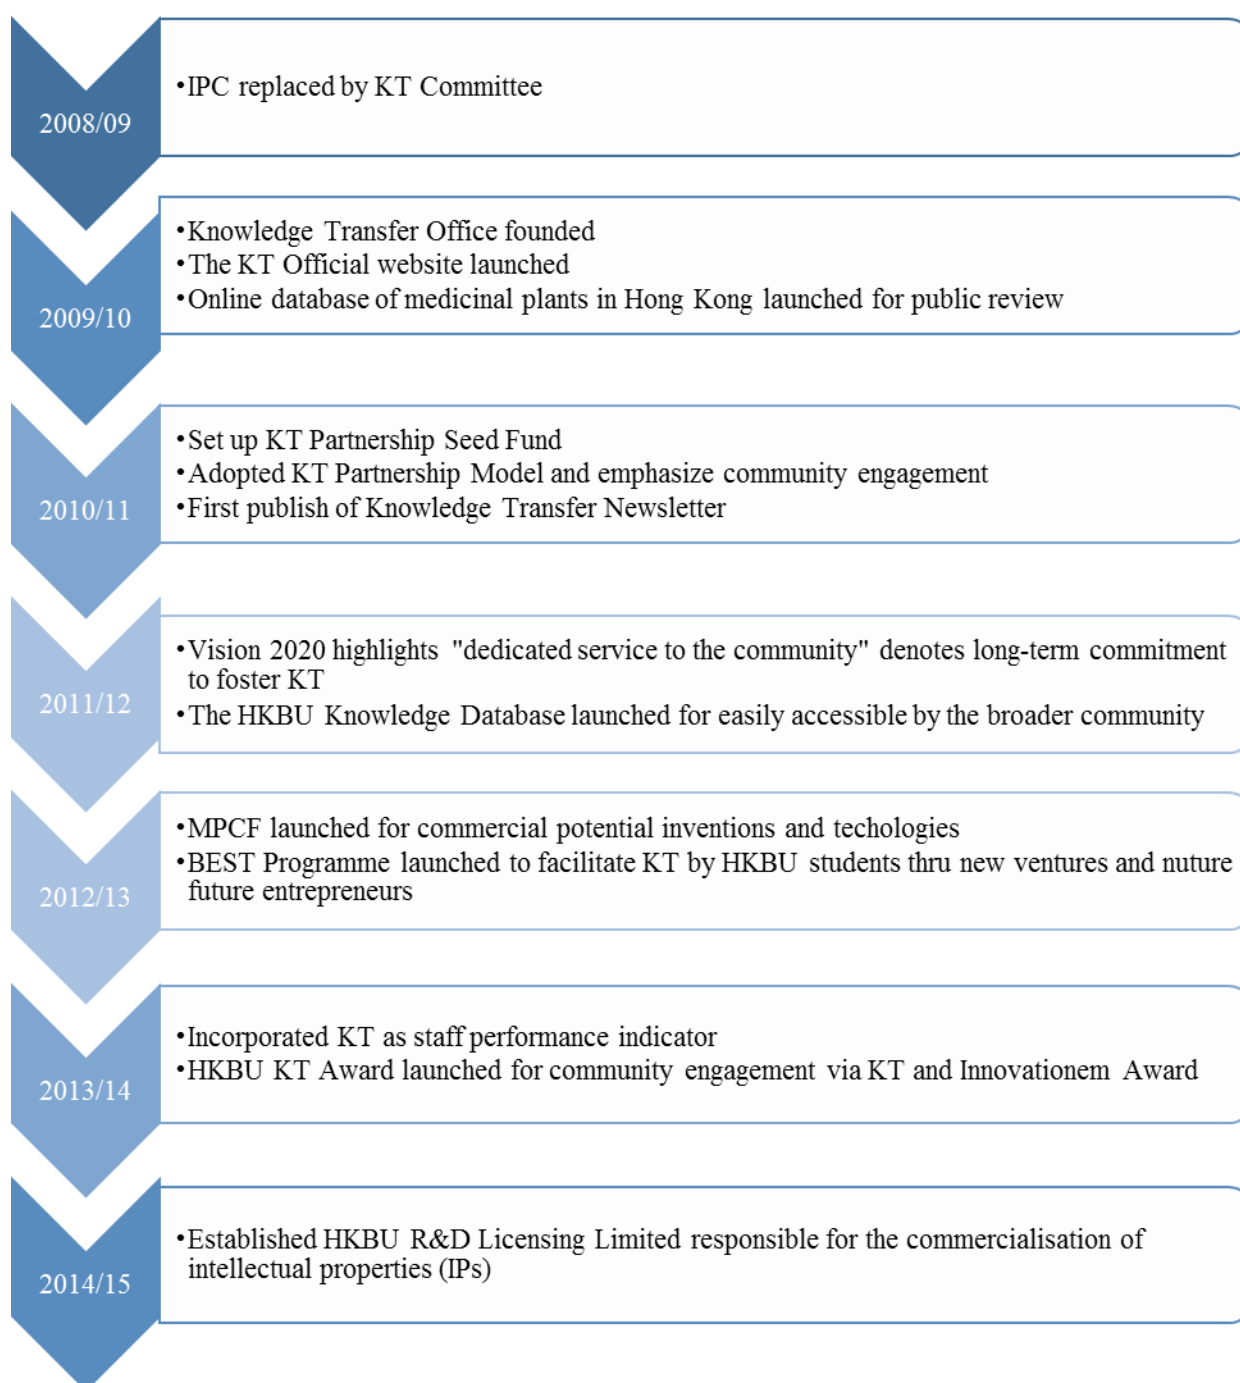 2008/09
•IPC replaced by KT Committee
2009/10
•Knowledge Transfer Office founded
•The KT Official website launched
•Online database of medicinal plants in Hong Kong launched for public review
2010/11
•Set up KT Partnership Seed Fund
•Adopted KT Partnership Model and emphasize community engagement
•First publish of Knowledge Transfer Newsletter
2011/12
•Vision 2020 highlights "dedicated service to the community" denotes long-term commitment
to foster KT
•The HKBU Knowledge Database launched for easily accessible by the broader community
2012/13
•MPCF launched for commercial potential inventions and techologies
•BEST Programme launched to facilitate KT by HKBU students thru new ventures and nuture
future entrepreneurs
2013/14
•Incorporated KT as staff performance indicator
•HKBU KT Award launched for community engagement via KT and Innovationem Award
2014/15
•Established HKBU R&D Licensing Limited responsible for the commercialisation of
intellectual properties (IPs)